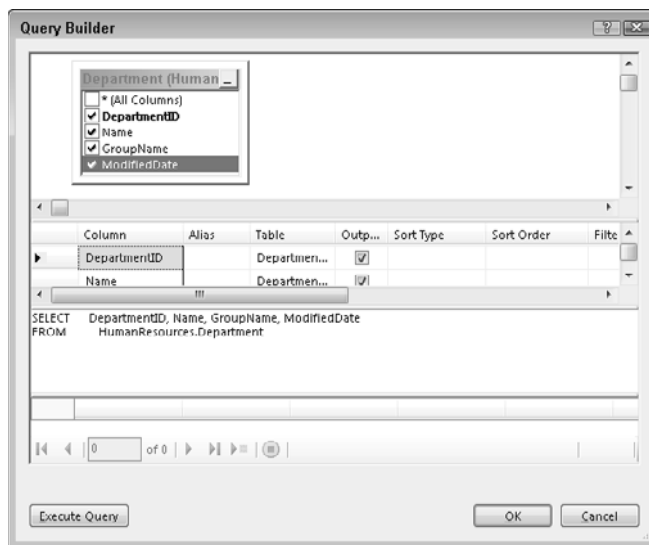 Query Builder
Department (Human
* (All Columns)
DepartmentID
Name
GroupName
ModifiedDate
Column Alias Table Outp... Sort Type Sort Order Filte
DepartmentID Departmen...
Name Departmen...
SELECT DepartmentID, Name, GroupName, ModifiedDate
FROM HumanResources.Department
0 of 0
Execute Query OK Cancel